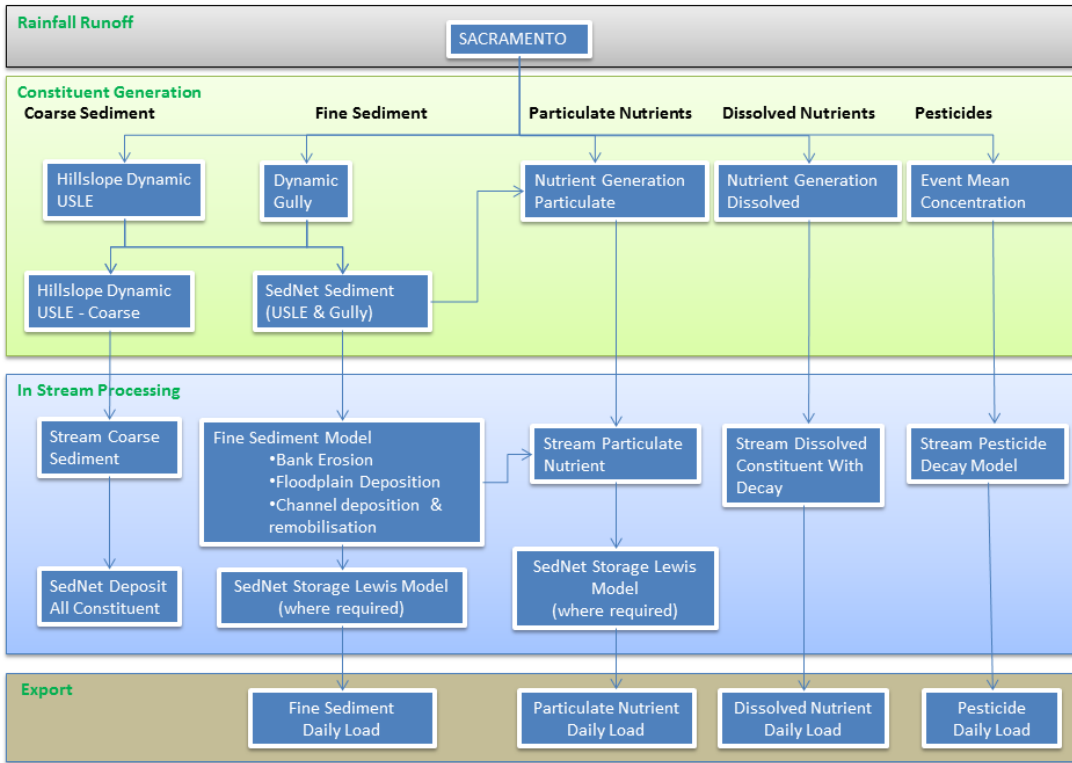 Rainfall Runoff
SACRAMENTO
Constituent Generation
Coarse Sediment
Fine Sediment
Particulate Nutrients
Dissolved Nutrients
Pesticides
Hillslope Dynamic
USLE
Dynamic
Gully
Nutrient Generation
Particulate
Nutrient Generation
Dissolved
Event Mean
Concentration
Hillslope Dynamic
USLE - Coarse
SedNet Sediment
(USLE & Gully)
In Stream Processing
Stream Coarse
Sediment
Fine Sediment Model
•Bank Erosion
•Floodplain Deposition
•Channel deposition &
remobilisation
Stream Particulate
Nutrient
Stream Dissolved
Constituent With
Decay
Stream Pesticide
Decay Model
SedNet Deposit
All Constituent
SedNet Storage Lewis Model
(where required)
SedNet Storage Lewis
Model
(where required)
Export
Fine Sediment
Daily Load
Particulate Nutrient
Daily Load
Dissolved Nutrient
Daily Load
Pesticide
Daily Load